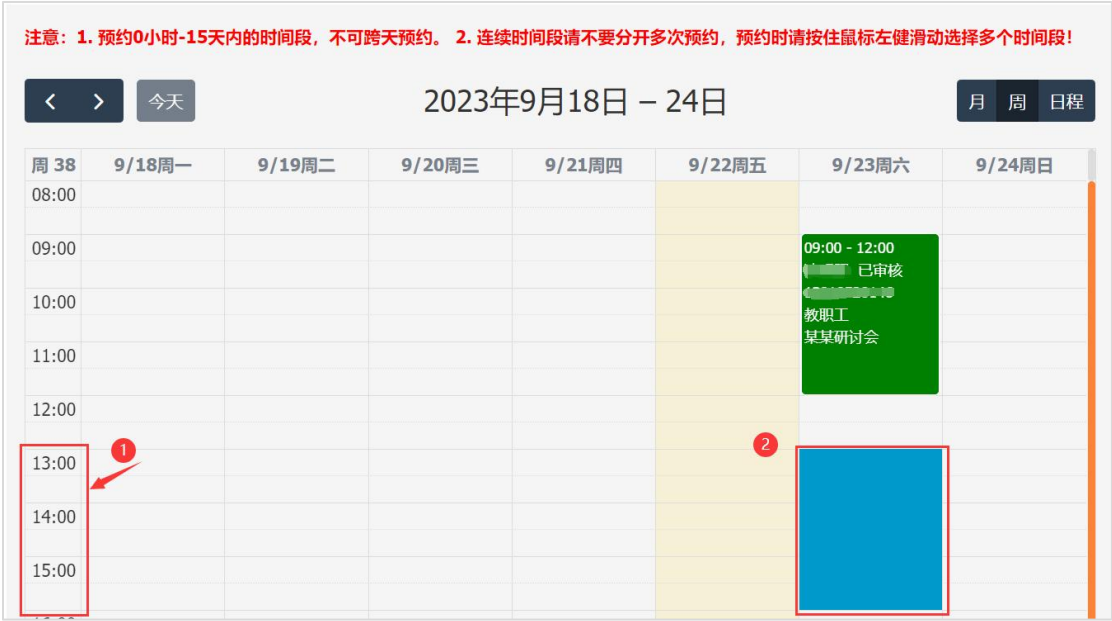 注意：1. 预约0小时-15天内的时间段，不可跨天预约。 2. 连续时间段请不要分开多次预约，预约时请按住鼠标左健滑动选择多个时间段！
今天
2023年9月18日 – 24日
月 周 日程
周 38 9/18周一 9/19周二 9/20周三 9/21周四 9/22周五 9/23周六 9/24周日
08:00
09:00
09:00 - 12:00
已审核
10:00
教职工
某某研讨会
11:00
12:00
1
2
13:00
14:00
15:00